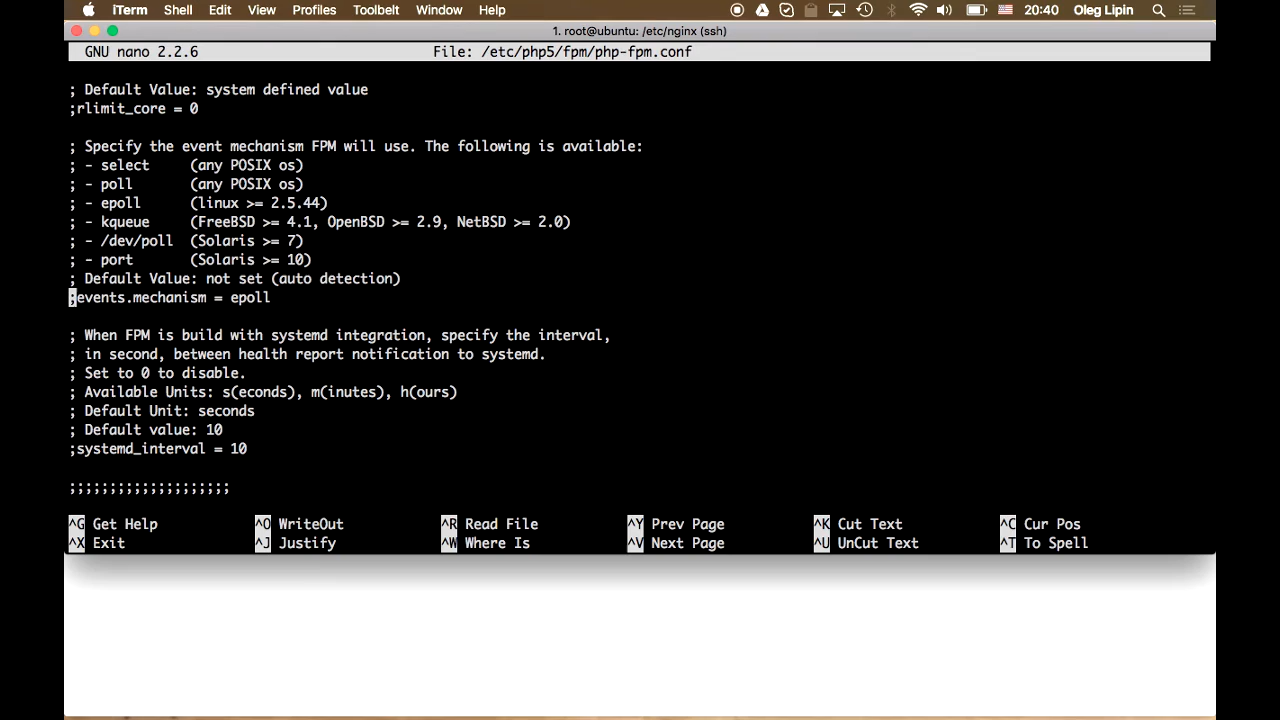 iTerm Shell Edit View Profiles Toolbelt Window Help 20:40 Oleg Lipin
1. root@ubuntu: /etc/nginx (ssh)
GNU nano 2.2.6 File: /etc/php5/fpm/php-fpm.conf
; Default Value: system defined value
;rlimit_core = 0
; Specify the event mechanism FPM will use. The following is available:
; - select (any POSIX os)
; - poll (any POSIX os)
; - epoll (linux >= 2.5.44)
; - kqueue (FreeBSD >= 4.1, OpenBSD >= 2.9, NetBSD >= 2.0)
; - /dev/poll (Solaris >= 7)
; - port (Solaris >= 10)
; Default Value: not set (auto detection)
;events.mechanism = epoll
; When FPM is build with systemd integration, specify the interval,
; in second, between health report notification to systemd.
; Set to 0 to disable.
; Available Units: s(econds), m(inutes), h(ours)
; Default Unit: seconds
; Default value: 10
;systemd_interval = 10
;;;;;;;;;;;;;;;;;;;;
^G Get Help ^O WriteOut ^R Read File ^Y Prev Page ^K Cut Text ^C Cur Pos
^X Exit ^J Justify ^W Where Is ^V Next Page ^U UnCut Text ^T To Spell